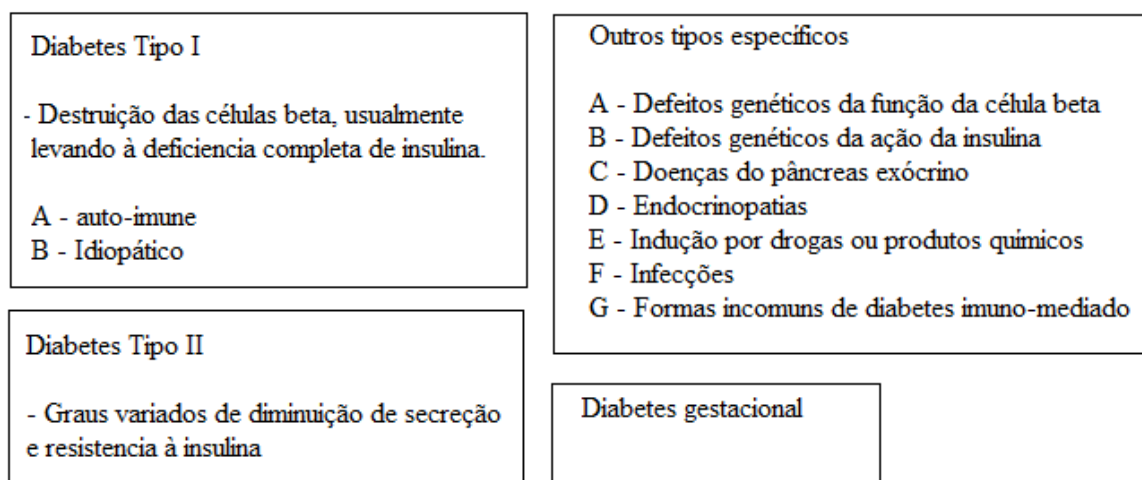 Diabetes Tipo I
- Destruição das células beta, usualmente
levando à deficiencia completa de insulina.
A - auto-imune
B - Idiopático
Diabetes Tipo II
- Graus variados de diminuição de secreção
e resistencia à insulina
Outros tipos específicos
A - Defeitos genéticos da função da célula beta
B - Defeitos genéticos da ação da insulina
C - Doenças do pâncreas exócrino
D - Endocrinopatias
E - Indução por drogas ou produtos químicos
F - Infecções
G - Formas incomuns de diabetes imuno-mediado
Diabetes gestacional